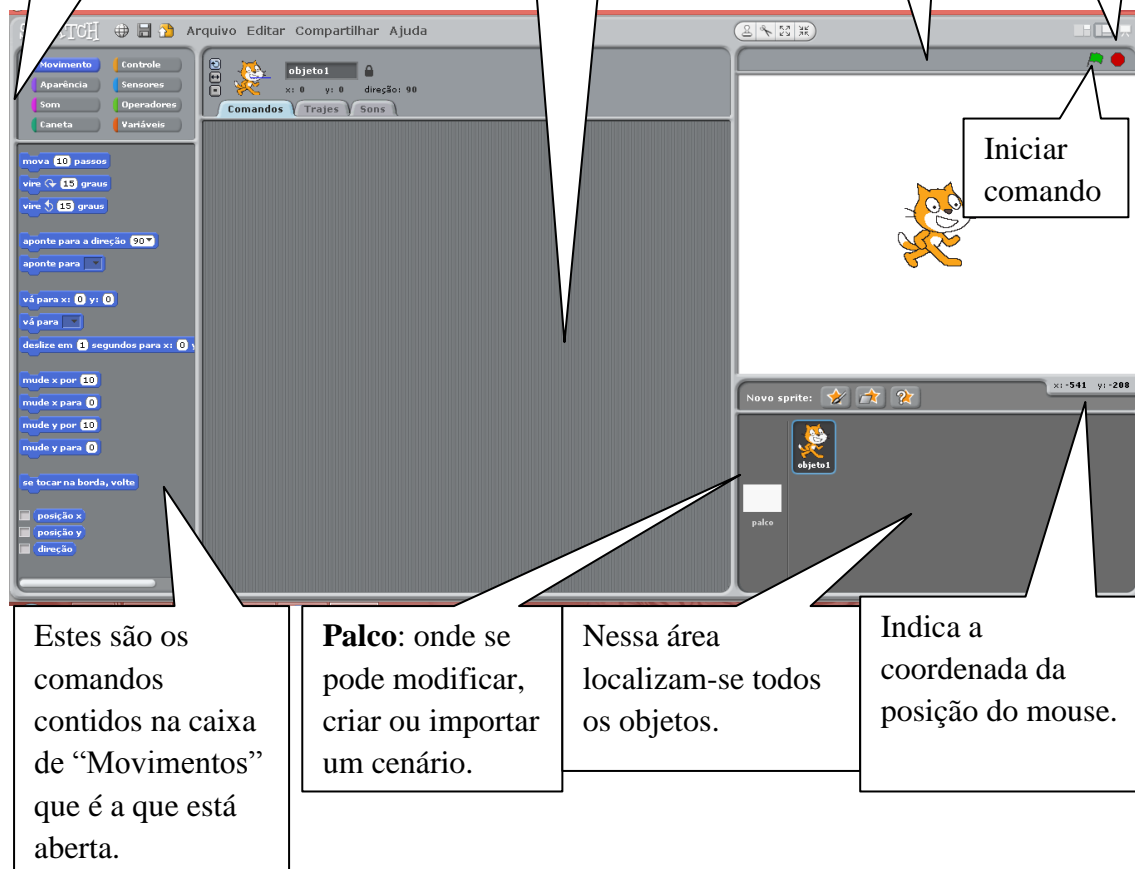 Arquivo Editar Compartilhar Ajuda
Movimento Controle
Aparência Sensores
Som Operadores
Caneta Variáveis
objeto1
x: 0 y: 0 direção: 90
Comandos Trajes Sons
mova 10 passos
vire 15 graus
vire 15 graus
aponte para a direção 90
aponte para
vá para x: 0 y: 0
vá para
deslize em 1 segundos para x: 0 y
mude x por 10
mude x para 0
mude y por 10
mude y para 0
se tocar na borda, volte
posição x
posição y
direção
Iniciar
comando
x: -541 y: -208
Novo sprite:
objeto1
palco
Estes são os
comandos
contidos na caixa
de “Movimentos”
que é a que está
aberta.
Palco: onde se
pode modificar,
criar ou importar
um cenário.
Nessa área
localizam-se todos
os objetos.
Indica a
coordenada da
posição do mouse.